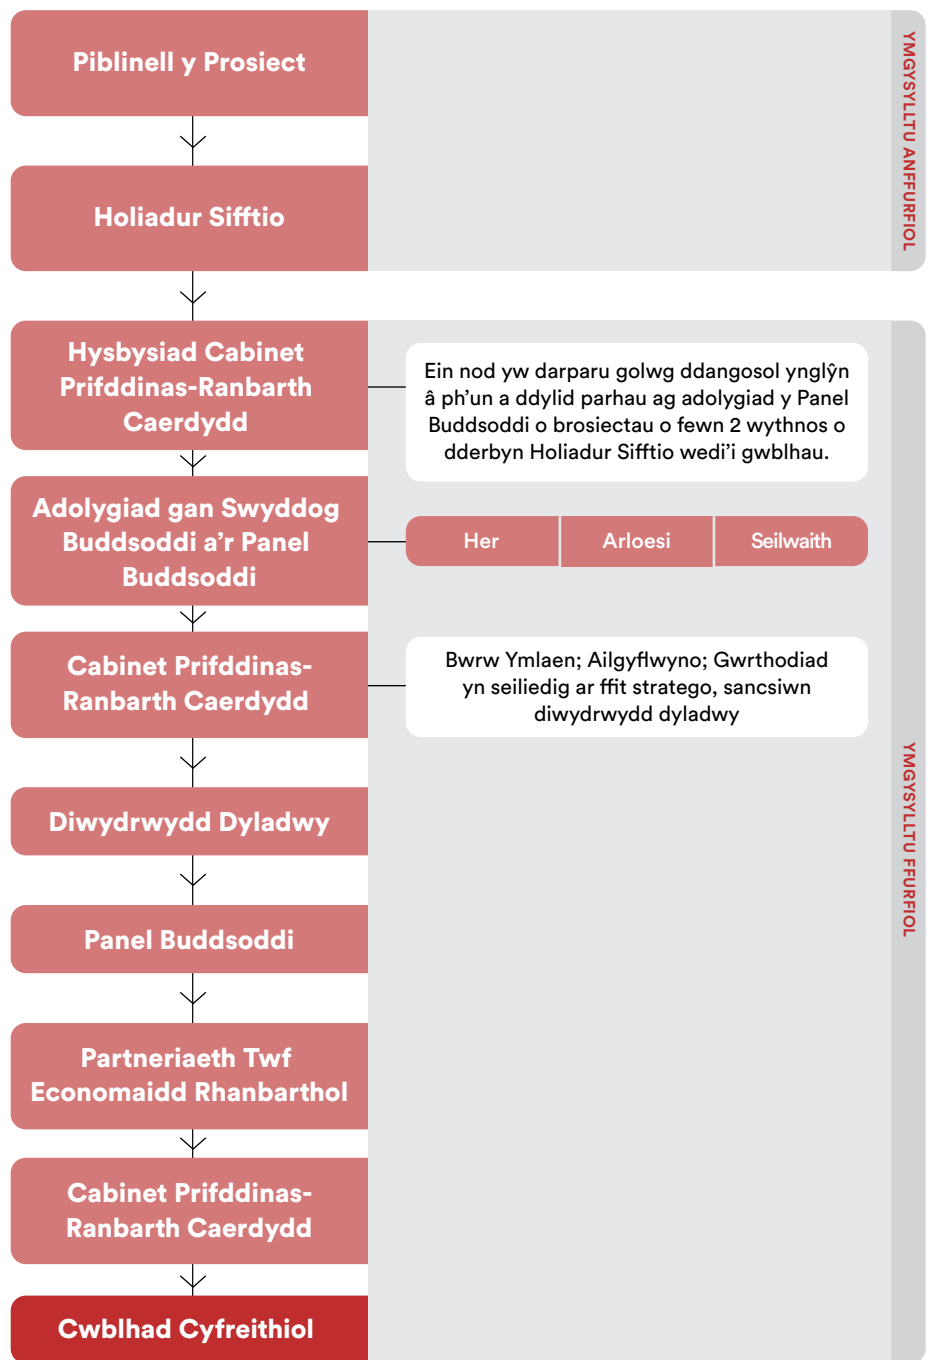 Piblinell y Prosiect
YMGYSYLLTU ANFFURFIOL
Holiadur Sifftio
Hysbysiad Cabinet
Prifddinas-Ranbarth
Caerdydd
Ein nod yw darparu golwg ddangosol ynglŷn
â ph'un a ddylid parhau ag adolygiad y Panel
Buddsoddi o brosiectau o fewn 2 wythnos o
dderbyn Holiadur Sifftio wedi'i gwblhau.
Adolygiad gan Swyddog
Buddsoddi a'r Panel
Buddsoddi
Her
Arloesi
Seilwaith
Cabinet Prifddinas-
Ranbarth Caerdydd
Bwrw Ymlaen; Ailgyflwyno; Gwrthodiad
yn seiliedig ar ffit stratego, sancsiwn
diwydrwydd dyladwy
YMGYSYLLTU FFURFIOL
Diwydrwydd Dyladwy
Panel Buddsoddi
Partneriaeth Twf
Economaidd Rhanbarthol
Cabinet Prifddinas-
Ranbarth Caerdydd
Cwblhad Cyfreithiol